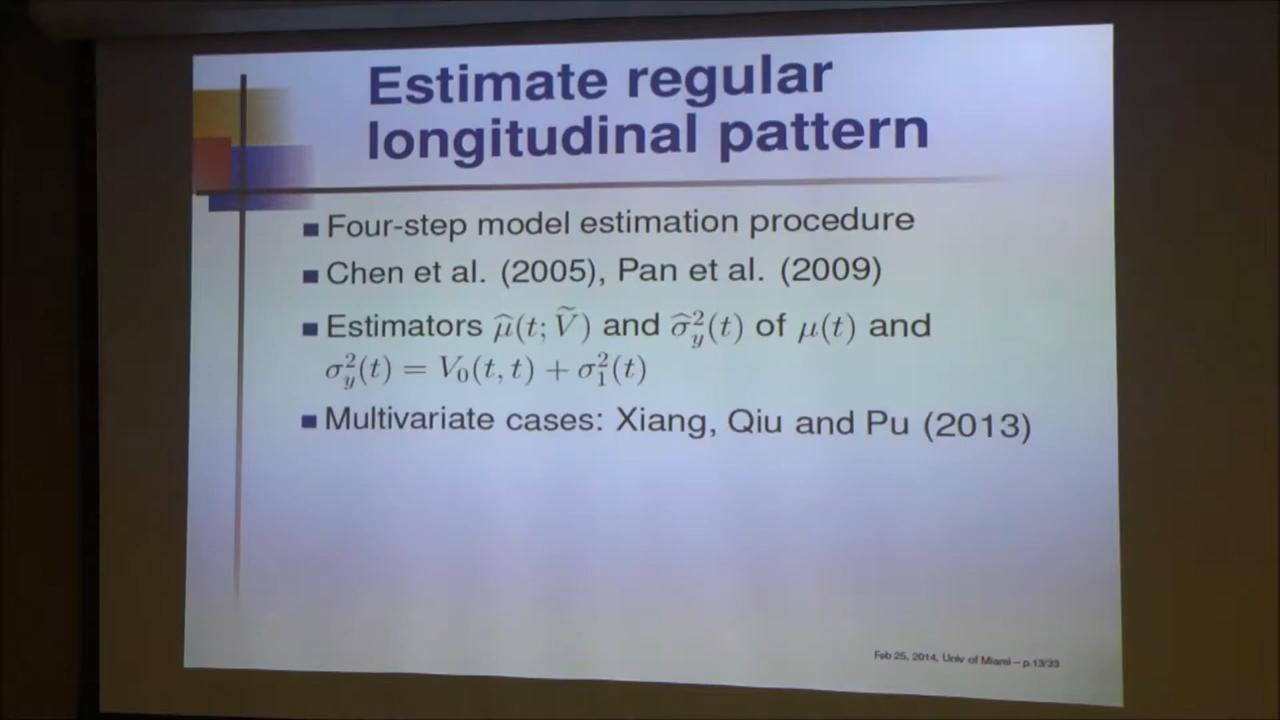 Estimate regular
longitudinal pattern
Four-step model estimation procedure
Chen et al. (2005), Pan et al. (2009)
Estimators μ̂(t; Ṽ) and σ̂²_y(t) of μ(t) and
σ²_y(t) = V₀(t, t) + σ²₁(t)
Multivariate cases: Xiang, Qiu and Pu (2013)
Feb 25, 2014, Univ of Miami – p.13/33